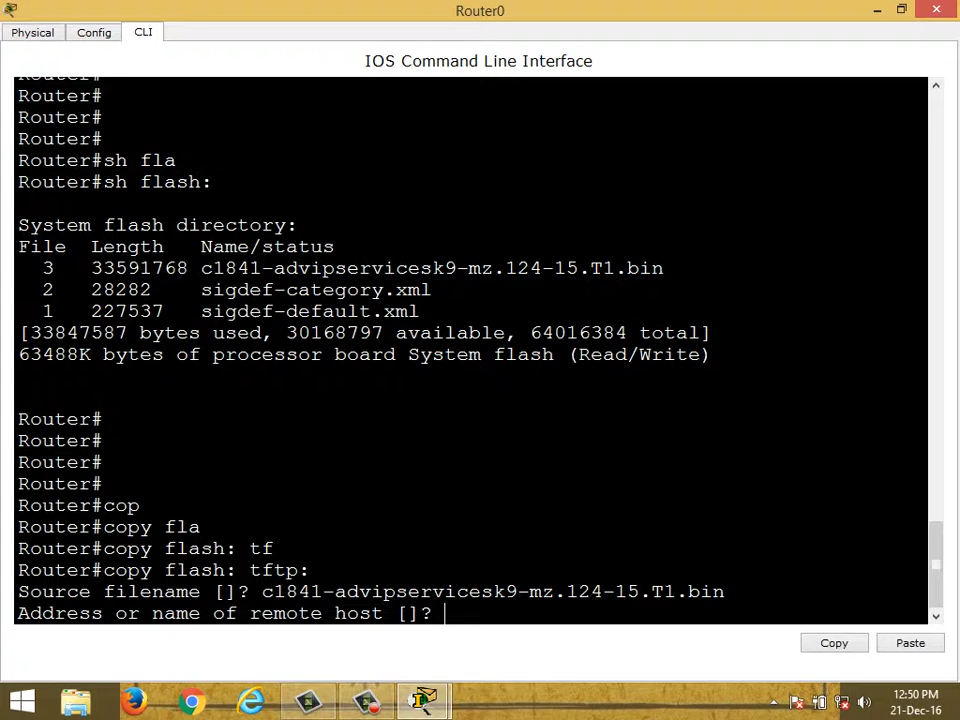 Router0
Physical
Config
CLI
IOS Command Line Interface
Router#
Router#
Router#
Router#
Router#sh fla
Router#sh flash:
System flash directory:
File Length Name/status
3 33591768 c1841-advipservicesk9-mz.124-15.T1.bin
2 28282 sigdef-category.xml
1 227537 sigdef-default.xml
[33847587 bytes used, 30168797 available, 64016384 total]
63488K bytes of processor board System flash (Read/Write)
Router#
Router#
Router#
Router#
Router#cop
Router#copy fla
Router#copy flash: tf
Router#copy flash: tftp:
Source filename []? c1841-advipservicesk9-mz.124-15.T1.bin
Address or name of remote host []?
Copy
Paste
12:50 PM
21-Dec-16